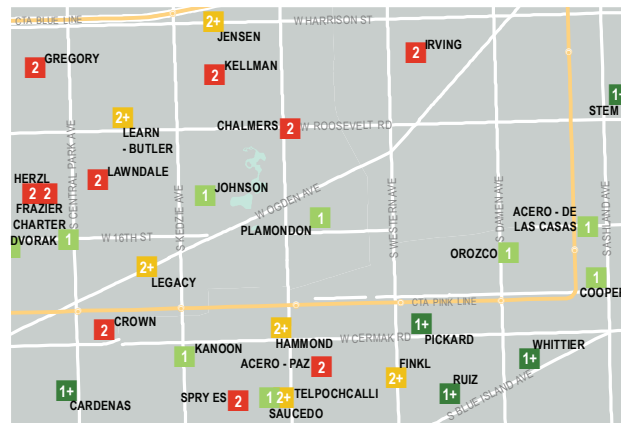 CTA BLUE LINE
2+
W HARRISON ST
JENSEN
IRVING
2
GREGORY
2
KELLMAN
2
1+
STEM
2+
LEARN
- BUTLER
CHALMERS
2
W ROOSEVELT RD
S CENTRAL PARK AVE
HERZL
2
LAWNDALE
2 2
FRAZIER
CHARTER
DVORAK
1
W 16TH ST
S KEDZIE AVE
1
JOHNSON
W OGDEN AVE
1
PLAMONDON
S WESTERN AVE
S DAMEN AVE
ACERO - DE
LAS CASAS
1
S ASHLAND AVE
OROZCO
1
2+
LEGACY
1
COOPER
CTA PINK LINE
2
CROWN
2+
HAMMOND
W CERMAK RD
1+
PICKARD
1
KANOON
ACERO - PAZ
2
2+
FINKL
1+
WHITTIER
1+
CARDENAS
SPRY ES
2
1 2+
TELPOCHCALLI
SAUCEDO
1+
RUIZ
S BLUE ISLAND AVE